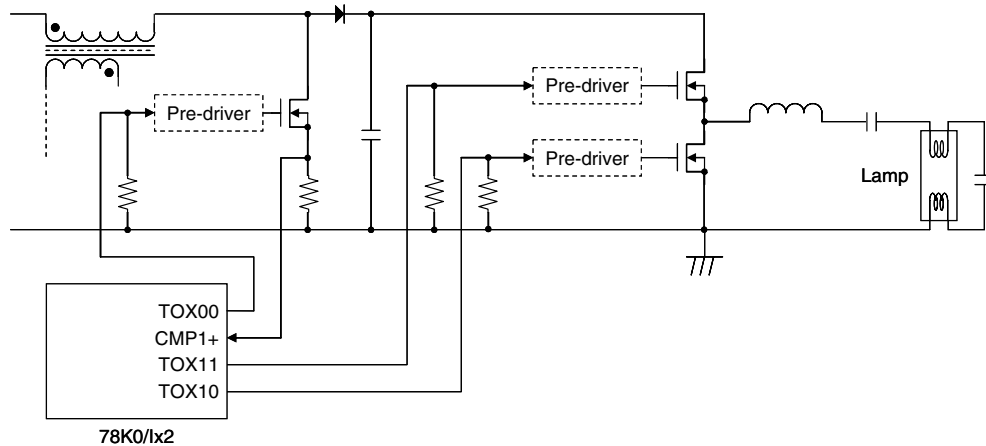 Pre-driver
Pre-driver
Pre-driver
Lamp
TOX00
CMP1+
TOX11
TOX10
78K0/Ix2